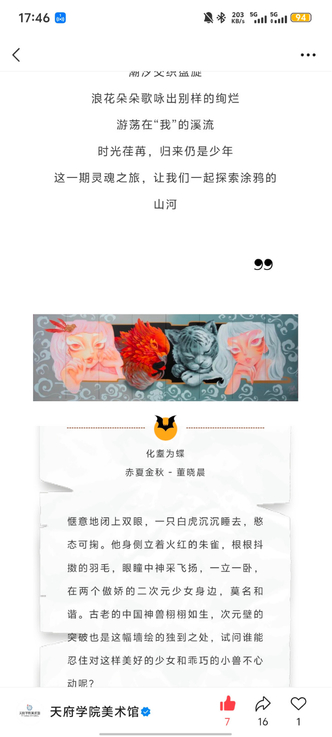 17:46
203 KB/s 5G 5G 94
潮汐交织盘旋
浪花朵朵歌咏出别样的绚烂
游荡在“我”的溪流
时光荏苒，归来仍是少年
这一期灵魂之旅，让我们一起探索涂鸦的
山河
化耋为蝶
赤夏金秋 - 董晓晨
惬意地闭上双眼，一只白虎沉沉睡去，憨
态可掬。他身侧立着火红的朱雀，根根抖
擞的羽毛，眼瞳中神采飞扬，一立一卧，
在两个傲娇的二次元少女身边，莫名和
谐。古老的中国神兽栩栩如生，次元壁的
突破也是这幅墙绘的独到之处，试问谁能
忍住对这样美好的少女和乖巧的小兽不心
动呢？
天府学院美术馆
7
16
1